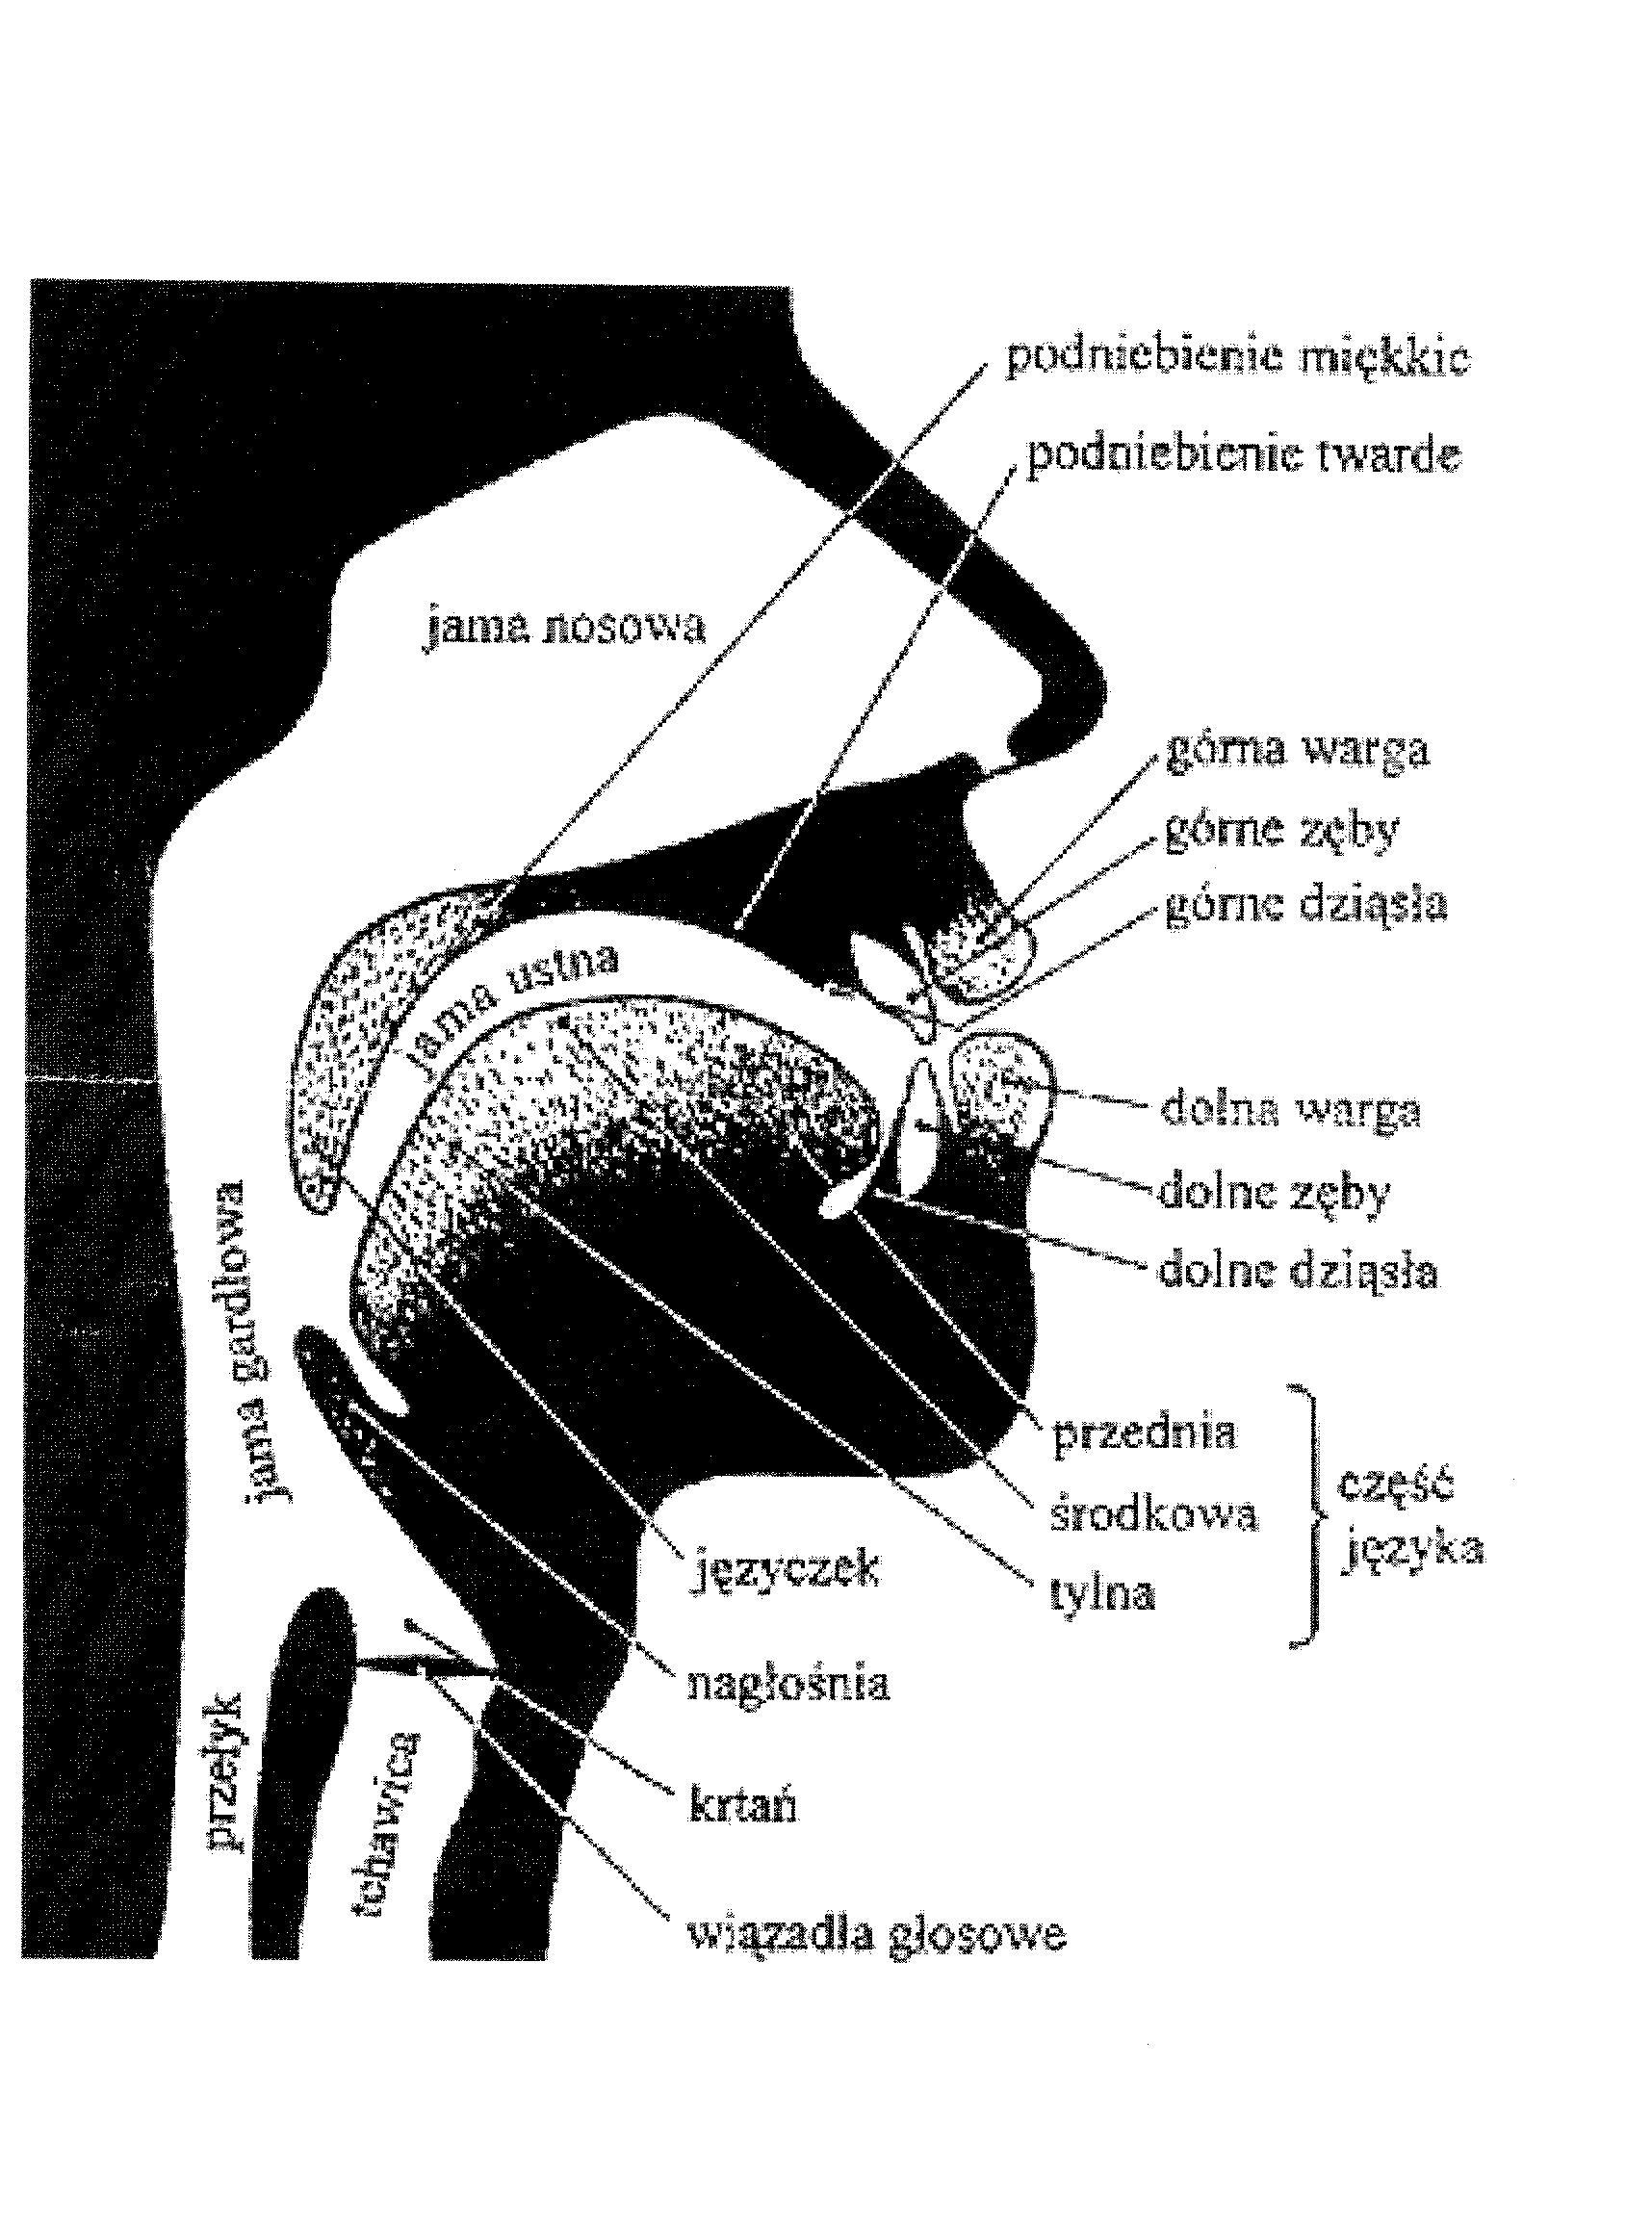 podniebienie miękkie
podniebienie twarde
jama nosowa
górna warga
górne zęby
górne dziąsła
jama ustna
dolna warga
dolne zęby
dolne dziąsła
jama gardłowa
przednia
środkowa
tylna
część
języka
języczek
nagłośnia
krtań
wiązadła głosowe
przełyk
tchawica